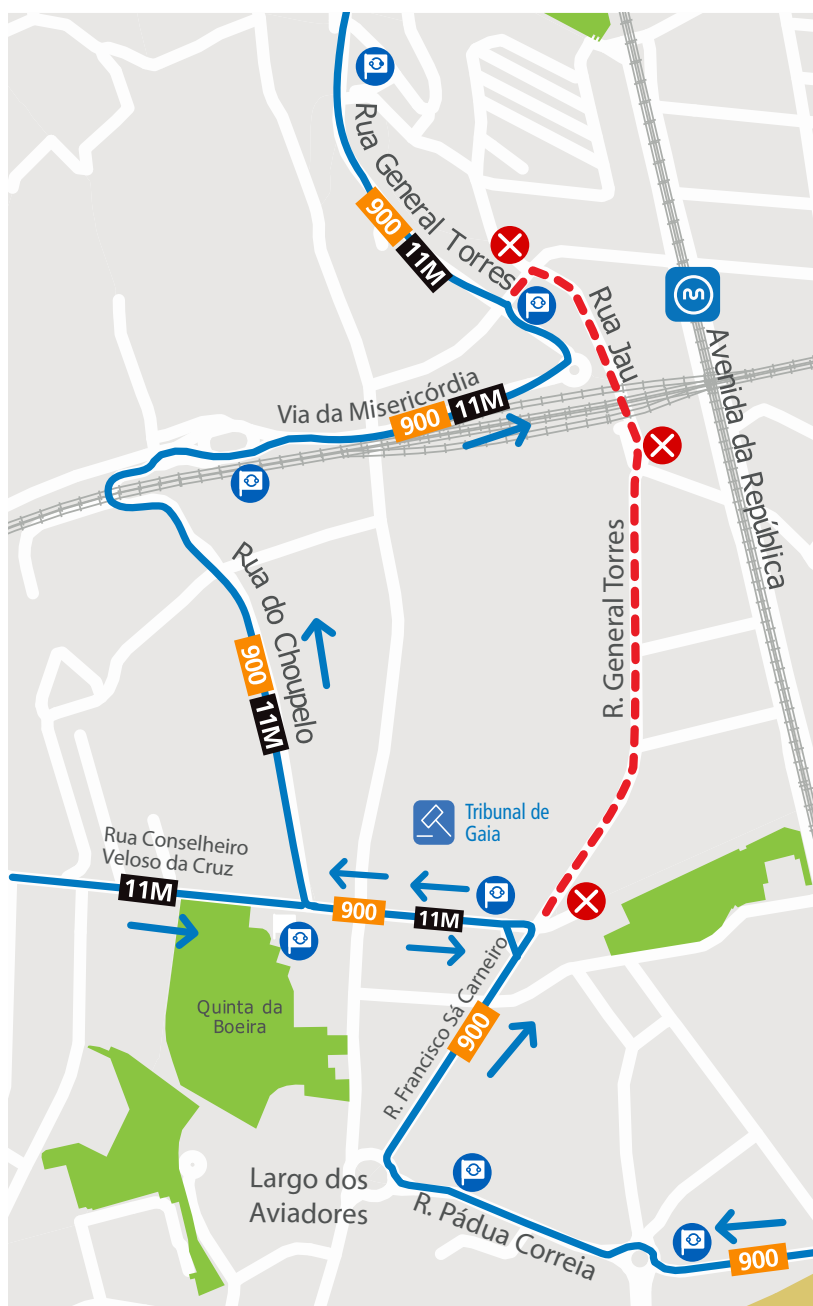 Rua General Torres
900
11M
Rua Jau
Avenida da República
Via da Misericórdia
900
11M
R. General Torres
Rua do Choupelo
900
11M
Tribunal de
Gaia
Rua Conselheiro
Veloso da Cruz
11M
900
11M
Quinta da
Boeira
R. Francisco Sá Carneiro
900
Largo dos
Aviadores
R. Pádua Correia
900